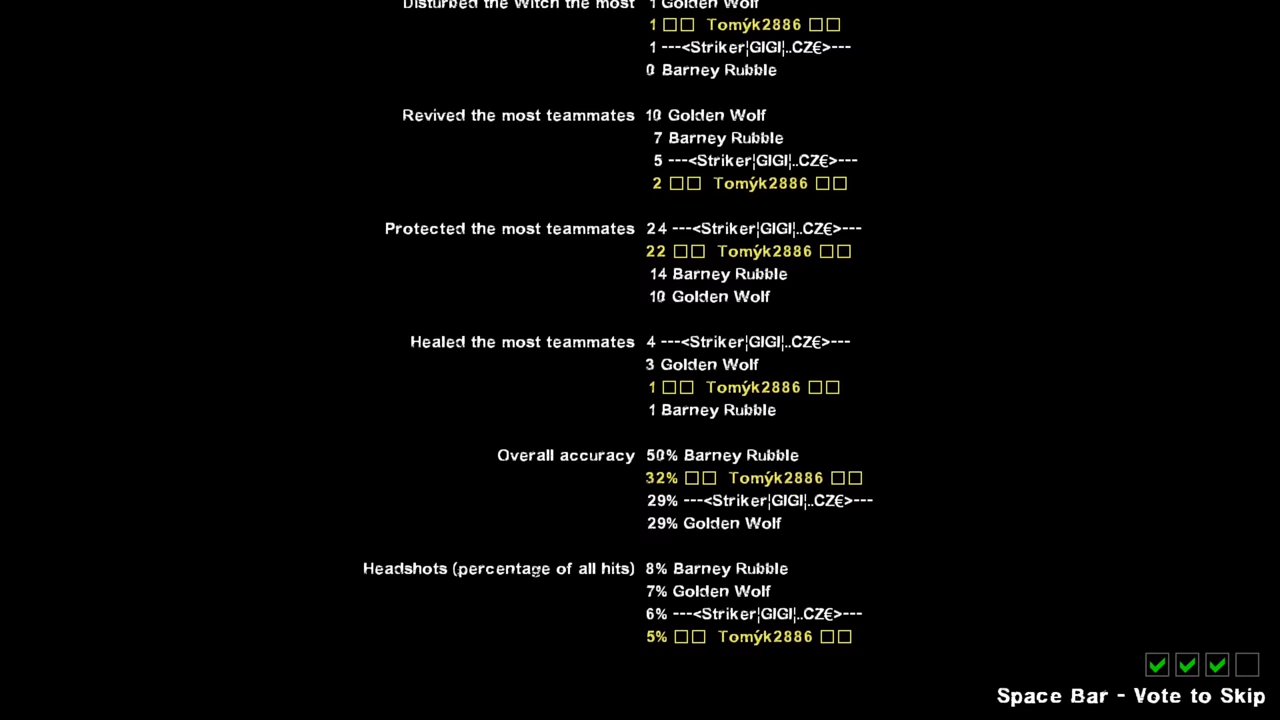 Disturbed the Witch the most 1 Golden Wolf
1 □□ Tomýk2886 □□
1 ---<Striker¦GIGI¦..CZ€>---
0 Barney Rubble
Revived the most teammates 10 Golden Wolf
7 Barney Rubble
5 ---<Striker¦GIGI¦..CZ€>---
2 □□ Tomýk2886 □□
Protected the most teammates 24 ---<Striker¦GIGI¦..CZ€>---
22 □□ Tomýk2886 □□
14 Barney Rubble
10 Golden Wolf
Healed the most teammates 4 ---<Striker¦GIGI¦..CZ€>---
3 Golden Wolf
1 □□ Tomýk2886 □□
1 Barney Rubble
Overall accuracy 50% Barney Rubble
32% □□ Tomýk2886 □□
29% ---<Striker¦GIGI¦..CZ€>---
29% Golden Wolf
Headshots (percentage of all hits) 8% Barney Rubble
7% Golden Wolf
6% ---<Striker¦GIGI¦..CZ€>---
5% □□ Tomýk2886 □□
Space Bar - Vote to Skip